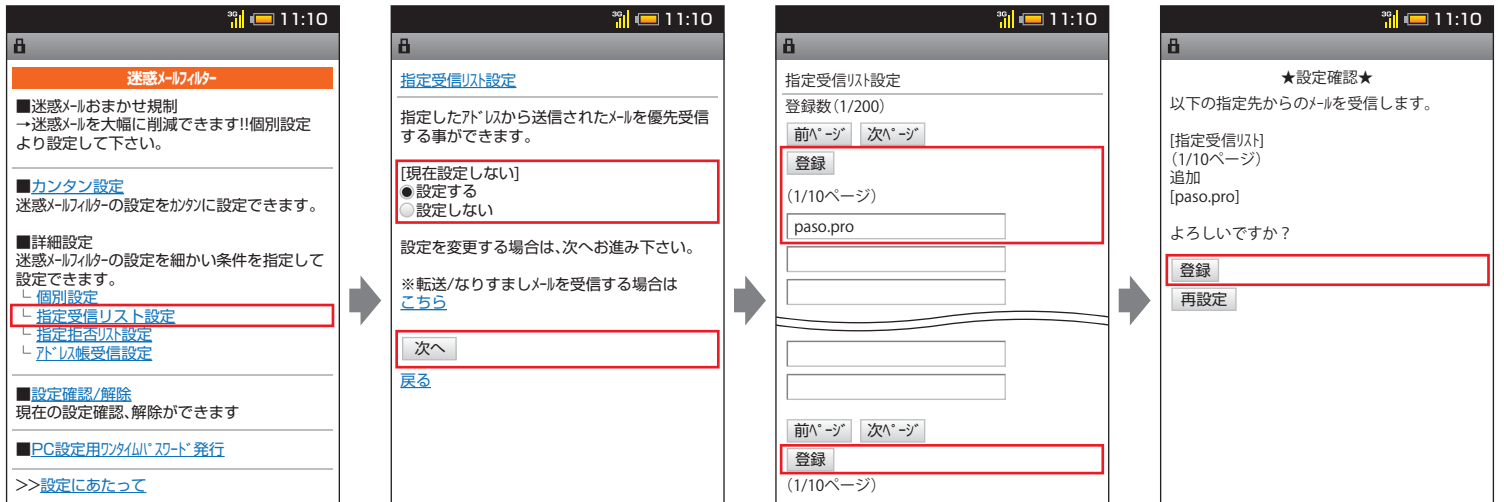 3G 11:10
迷惑ﾒｰﾙﾌｨﾙﾀｰ
■迷惑ﾒｰﾙおまかせ規制
→迷惑ﾒｰﾙを大幅に削減できます!!個別設定
より設定して下さい。
■カンタン設定
迷惑ﾒｰﾙﾌｨﾙﾀｰの設定をｶﾝﾀﾝに設定できます。
■詳細設定
迷惑ﾒｰﾙﾌｨﾙﾀｰの設定を細かい条件を指定して
設定できます。
└ 個別設定
└ 指定受信リスト設定
└ 指定拒否ﾘｽﾄ設定
└ ｱﾄﾞﾚｽ帳受信設定
■設定確認/解除
現在の設定確認､解除ができます
■PC設定用ﾜﾝﾀｲﾑﾊﾟｽﾜｰﾄﾞ発行
>>設定にあたって
3G 11:10
指定受信ﾘｽﾄ設定
指定したｱﾄﾞﾚｽから送信されたﾒｰﾙを優先受信
する事ができます。
[現在設定しない]
設定する
設定しない
設定を変更する場合は､次へお進み下さい。
※転送/なりすましﾒｰﾙを受信する場合は
こちら
次へ
戻る
3G 11:10
指定受信ﾘｽﾄ設定
登録数(1/200)
前ﾍﾟｰｼﾞ 次ﾍﾟｰｼﾞ
登録
(1/10ページ)
paso.pro
前ﾍﾟｰｼﾞ 次ﾍﾟｰｼﾞ
登録
(1/10ページ)
3G 11:10
★設定確認★
以下の指定先からのﾒｰﾙを受信します。
[指定受信ﾘｽﾄ]
(1/10ページ)
追加
[paso.pro]
よろしいですか？
登録
再設定